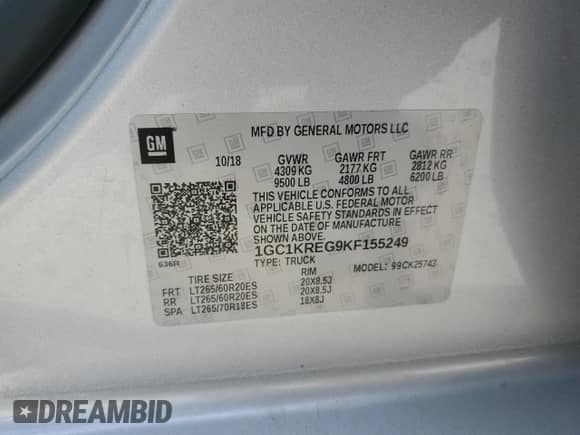 GM
MFD BY GENERAL MOTORS LLC
10/18 GVWR GAWR FRT GAWR RR
4309 KG 2177 KG 2812 KG
9500 LB 4800 LB 6200 LB
THIS VEHICLE CONFORMS TO ALL
APPLICABLE U.S. FEDERAL MOTOR
VEHICLE SAFETY STANDARDS IN EFFECT
ON THE DATE OF MANUFACTURE
SHOWN ABOVE.
1GC1KREG9KF155249
G36R TYPE: TRUCK MODEL: 99CK25743
TIRE SIZE RIM
FRT LT265/60R20ES 20X8.5J
RR LT265/60R20ES 20X8.5J
SPA LT265/70R18ES 18X8J
DREAMBID